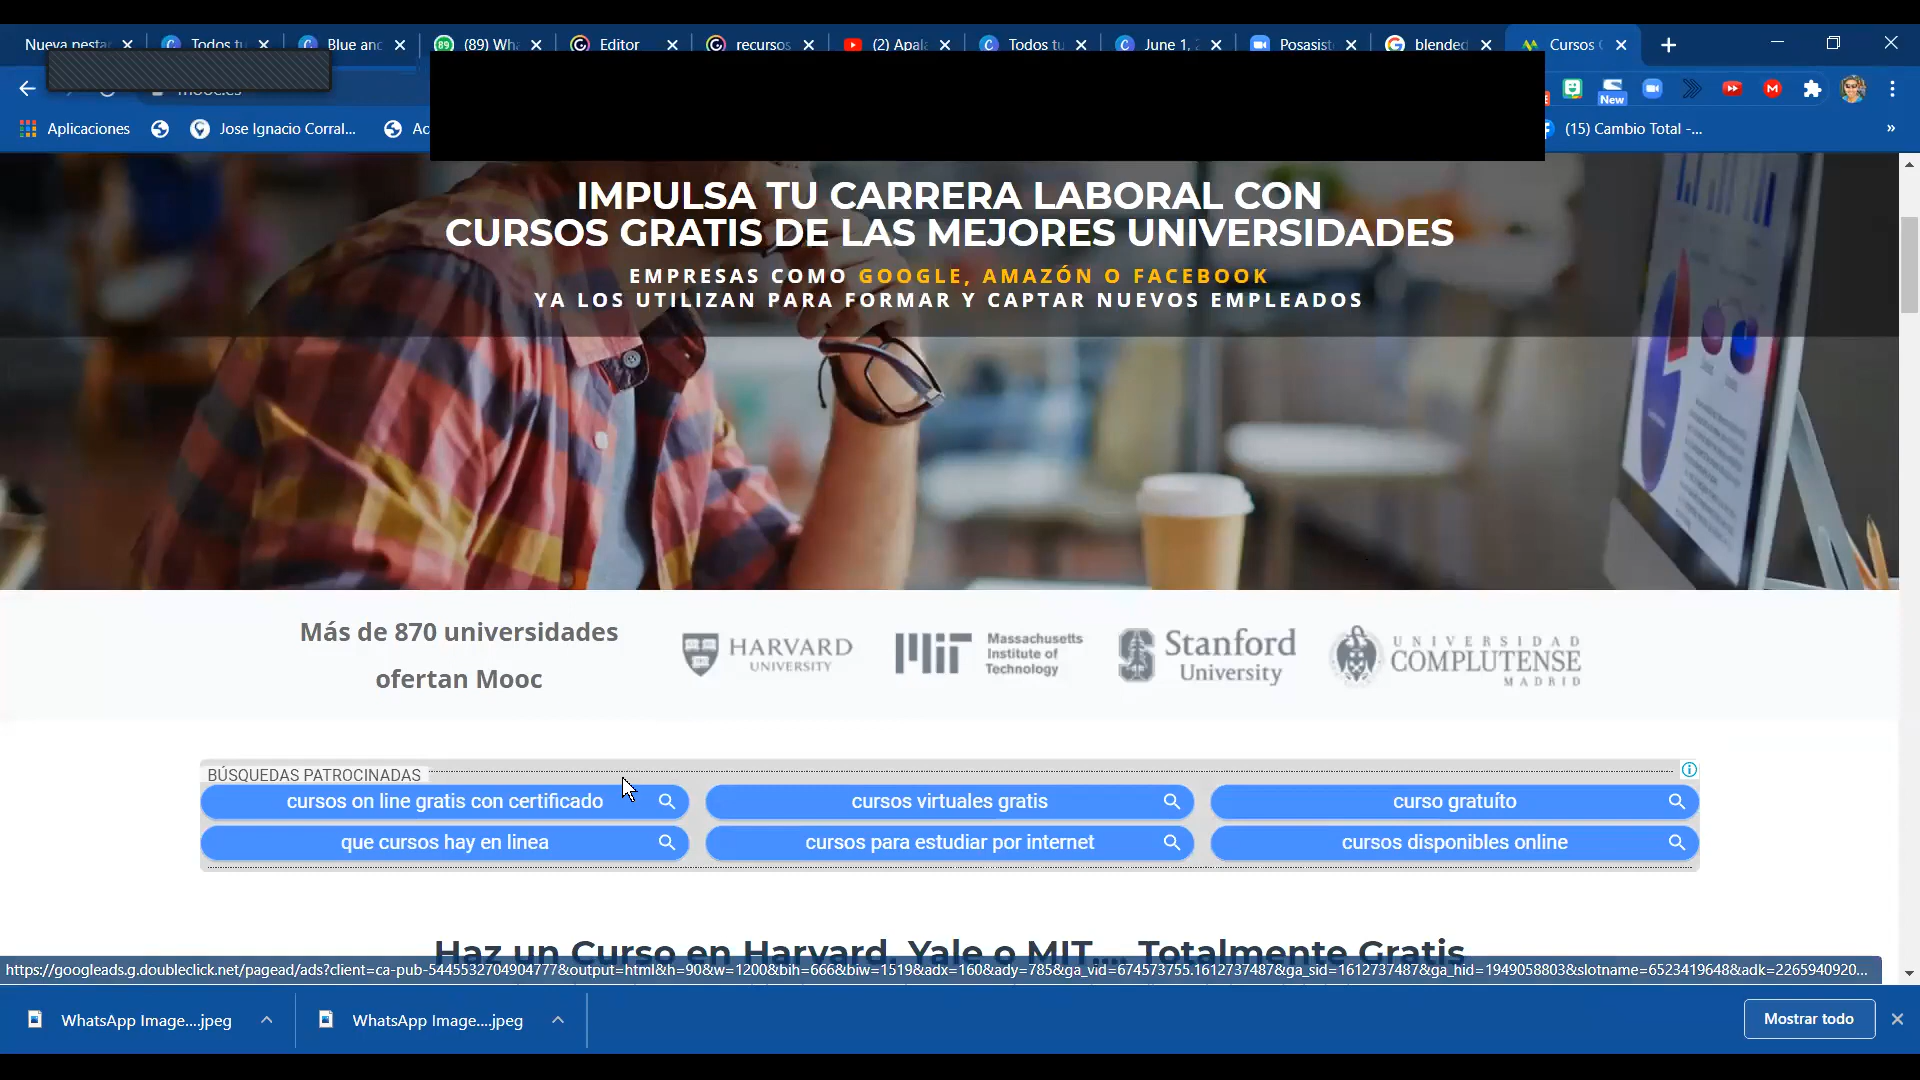 Nueva pesta
Todos tu
Blue and
(89) Wh
Editor
recursos
(2) Apala
Todos tu
June 1,
Posasist
blended
Cursos
mooc.es
New
Aplicaciones
Jose Ignacio Corral...
Ac
(15) Cambio Total -...
»
IMPULSA TU CARRERA LABORAL CON
CURSOS GRATIS DE LAS MEJORES UNIVERSIDADES
EMPRESAS COMO GOOGLE, AMAZÓN O FACEBOOK
YA LOS UTILIZAN PARA FORMAR Y CAPTAR NUEVOS EMPLEADOS
Más de 870 universidades
ofertan Mooc
HARVARD
UNIVERSITY
MIT
Massachusetts
Institute of
Technology
Stanford
University
UNIVERSIDAD
COMPLUTENSE
MADRID
BÚSQUEDAS PATROCINADAS
cursos on line gratis con certificado
cursos virtuales gratis
curso gratuíto
que cursos hay en linea
cursos para estudiar por internet
cursos disponibles online
Haz un Curso en Harvard, Yale o MIT.... Totalmente Gratis
https://googleads.g.doubleclick.net/pagead/ads?client=ca-pub-5445532704904777&output=html&h=90&w=1200&bih=666&biw=1519&adx=160&ady=785&ga_vid=674573755.1612737487&ga_sid=1612737487&ga_hid=1949058803&slotname=6523419648&adk=2265940920...
WhatsApp Image....jpeg
WhatsApp Image....jpeg
Mostrar todo